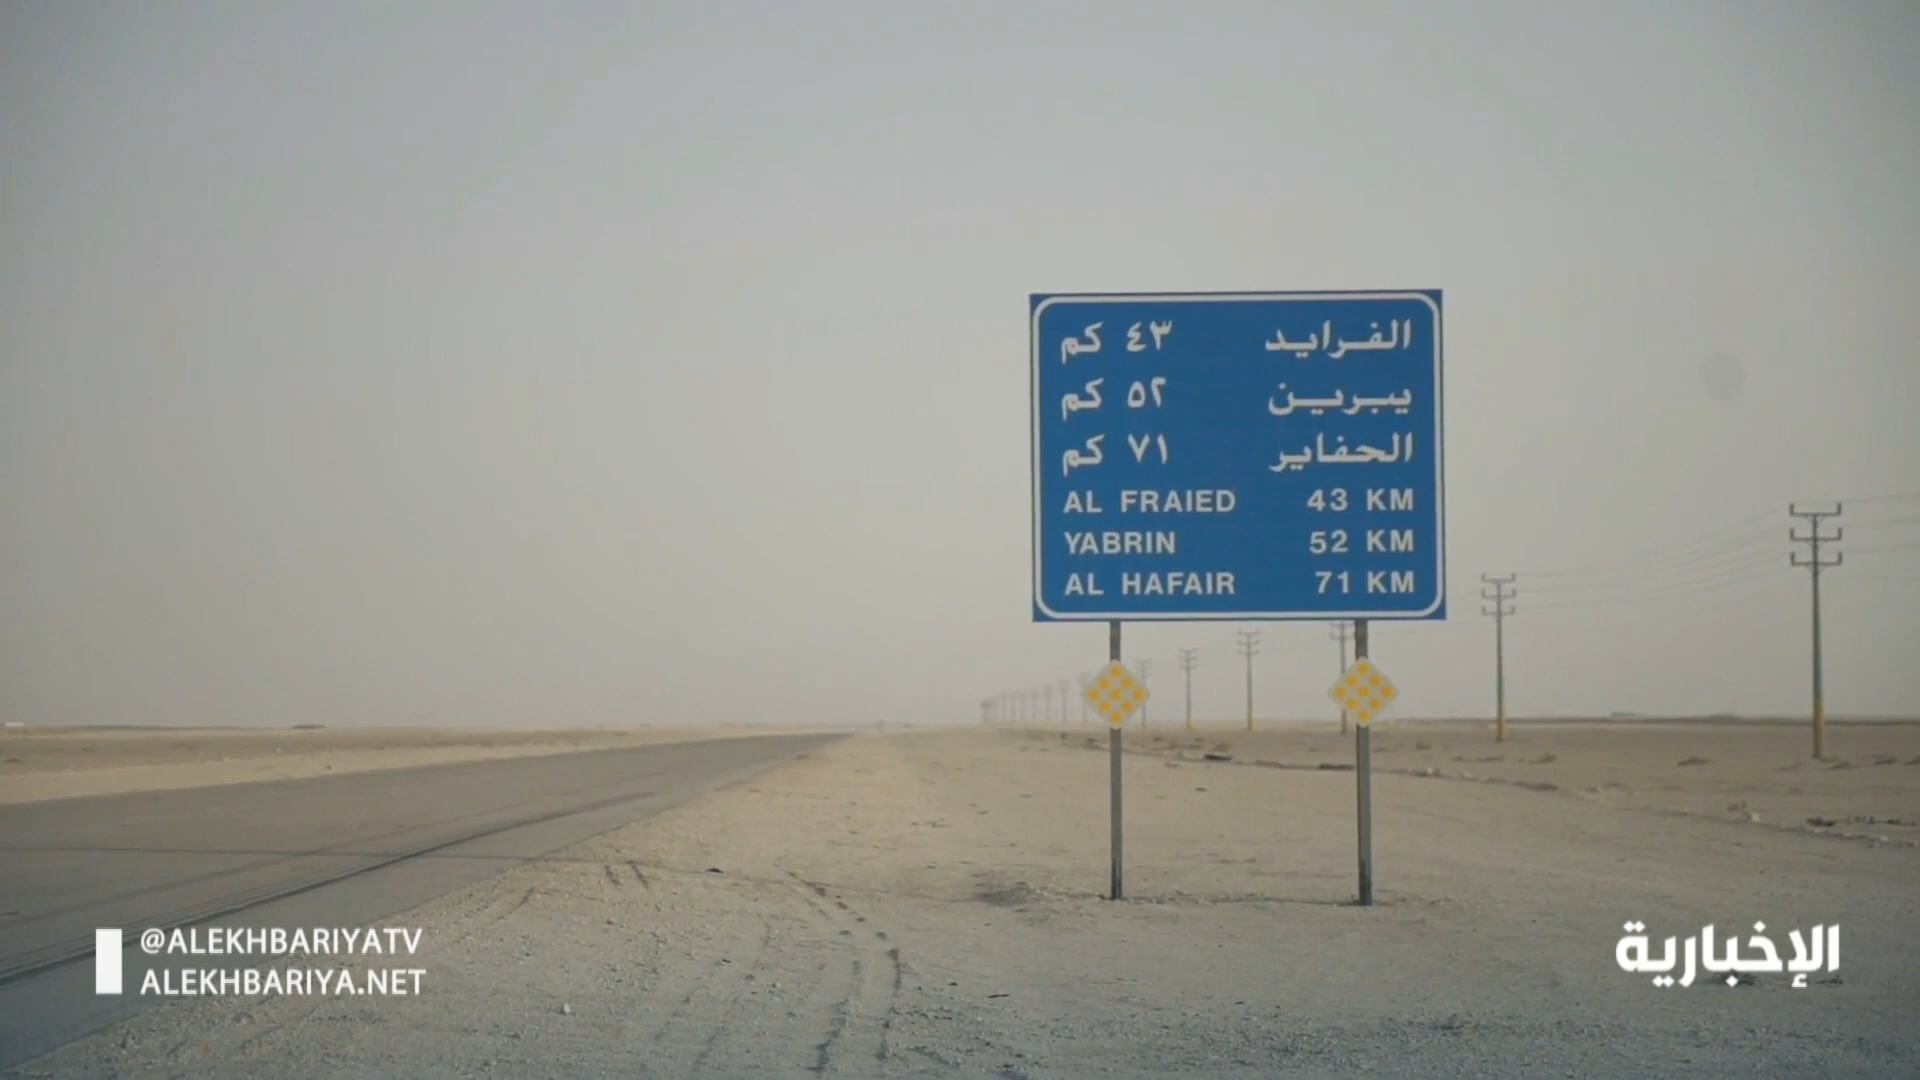 الفرايد ٤٣ كم
يبرين ٥٢ كم
الحفاير ٧١ كم
AL FRAIED 43 KM
YABRIN 52 KM
AL HAFAIR 71 KM
@ALEKHBARIYATV
ALEKHBARIYA.NET
الإخبارية